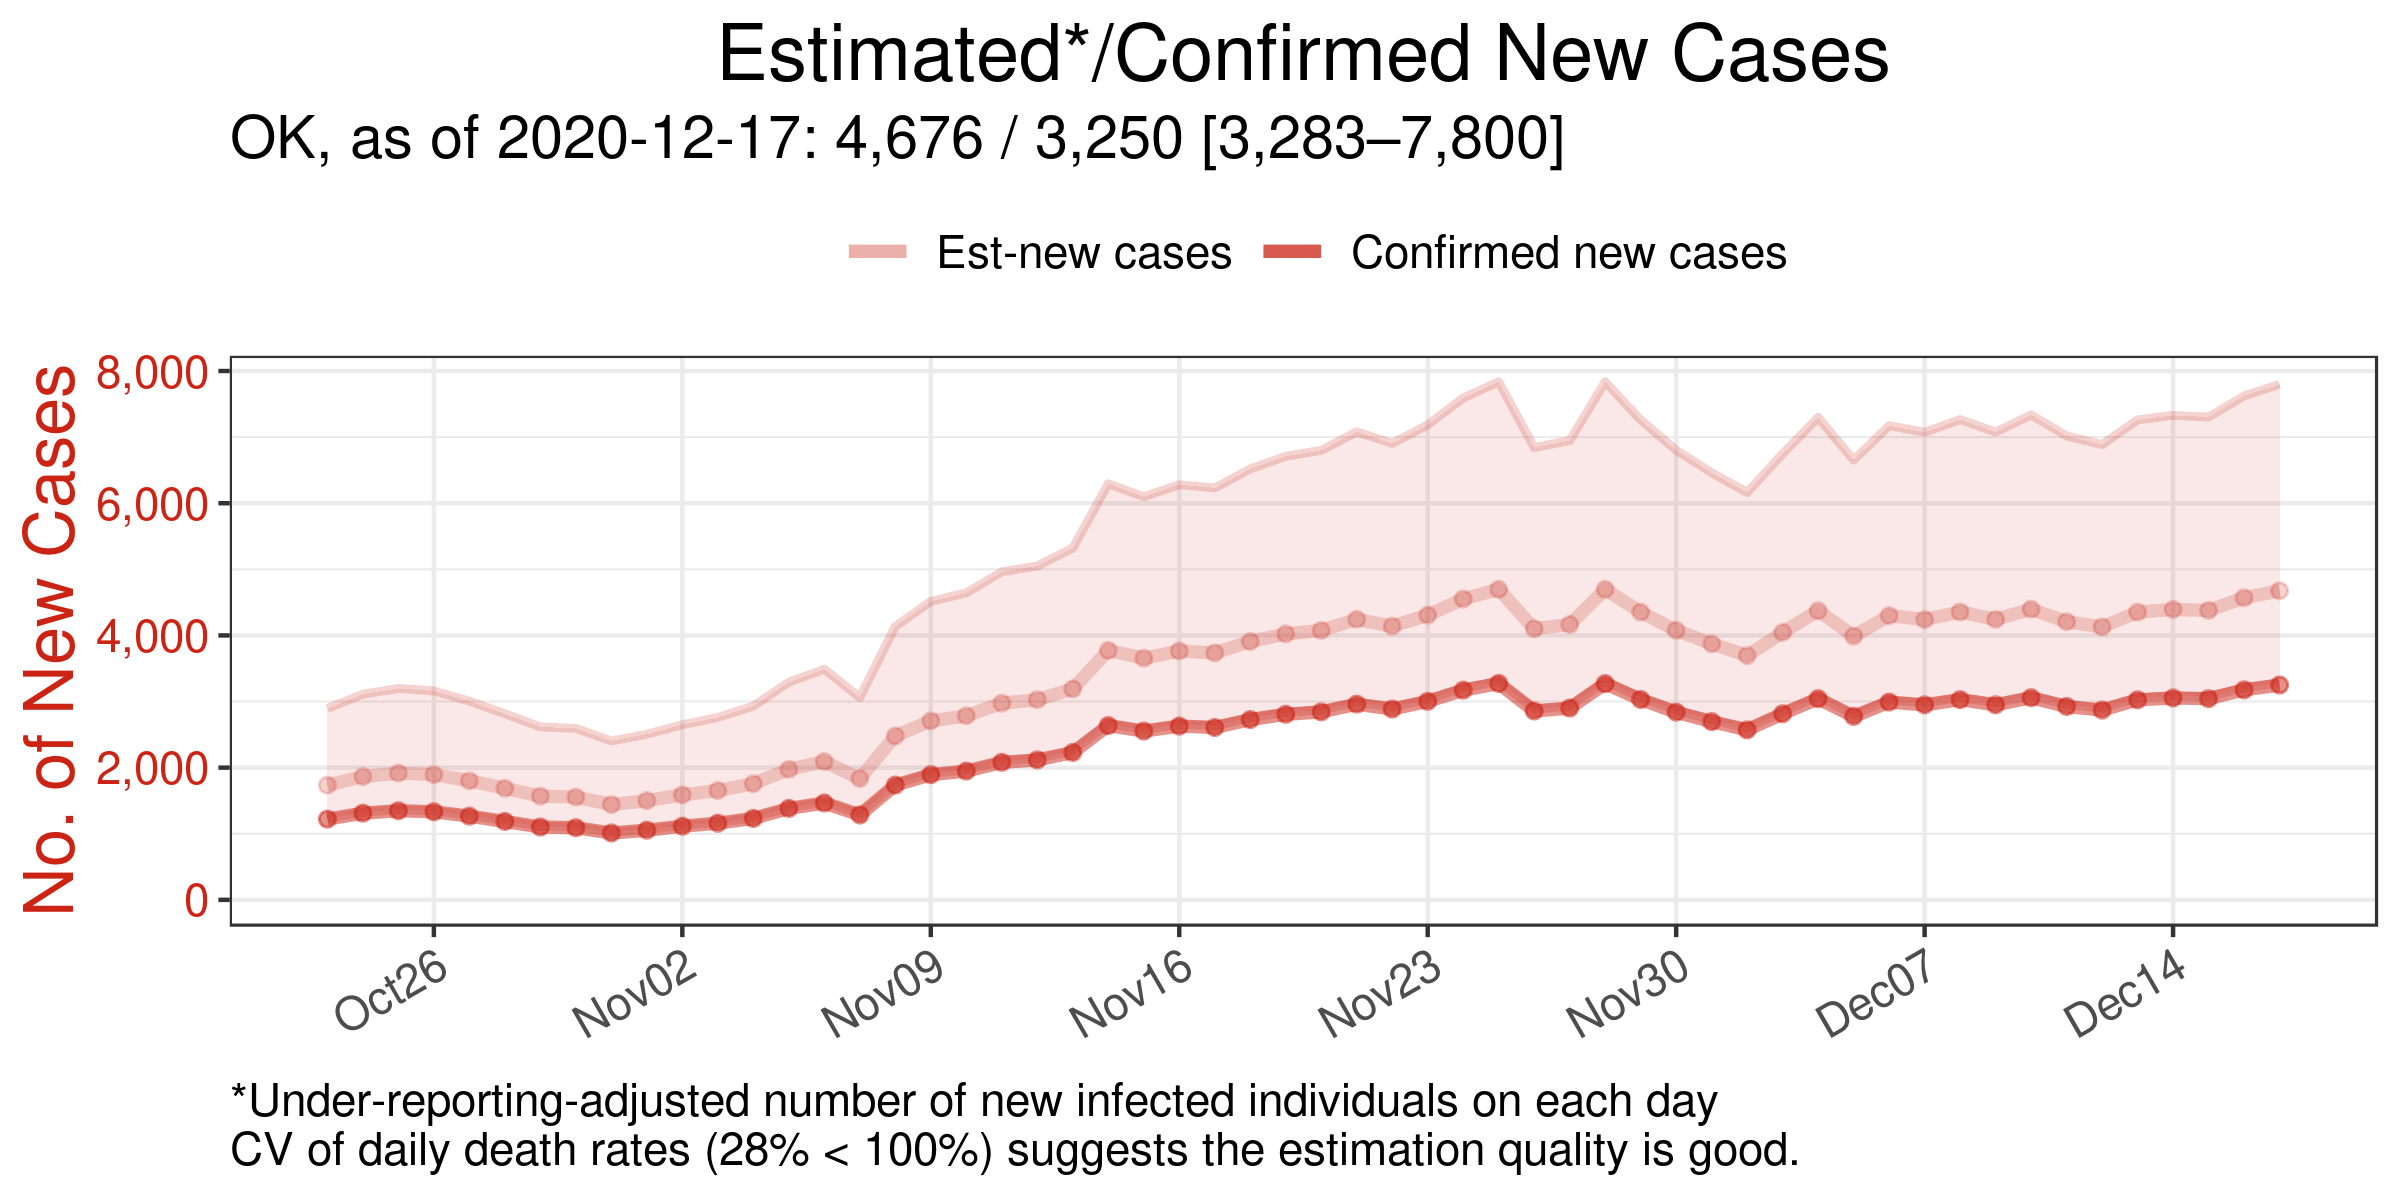 Estimated*/Confirmed New Cases
OK, as of 2020-12-17: 4,676 / 3,250 [3,283–7,800]
Est-new cases
Confirmed new cases
No. of New Cases
8,000
6,000
4,000
2,000
0
Oct26
Nov02
Nov09
Nov16
Nov23
Nov30
Dec07
Dec14
*Under-reporting-adjusted number of new infected individuals on each day
CV of daily death rates (28% < 100%) suggests the estimation quality is good.